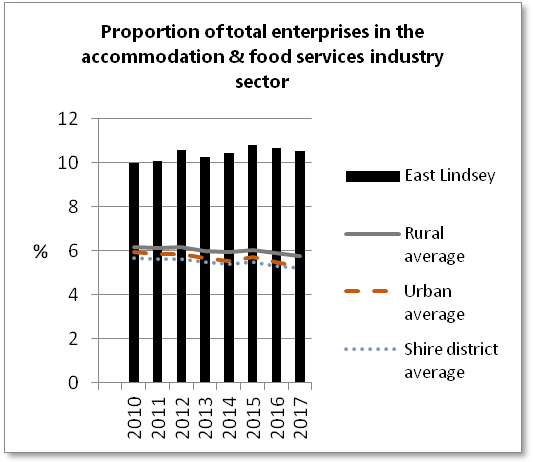 Proportion of total enterprises in the
accommodation & food services industry
sector
12
10
8
6
4
2
0
%
2010
2011
2012
2013
2014
2015
2016
2017
East Lindsey
Rural
average
Urban
average
Shire district
average